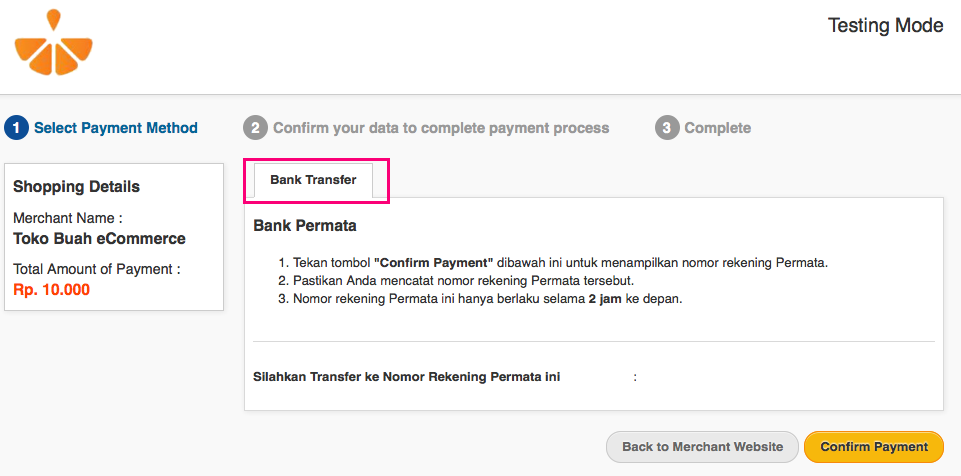 Testing Mode
1 Select Payment Method
2 Confirm your data to complete payment process
3 Complete
Shopping Details
Merchant Name :
Toko Buah eCommerce
Total Amount of Payment :
Rp. 10.000
Bank Transfer
Bank Permata
1. Tekan tombol "Confirm Payment" dibawah ini untuk menampilkan nomor rekening Permata.
2. Pastikan Anda mencatat nomor rekening Permata tersebut.
3. Nomor rekening Permata ini hanya berlaku selama 2 jam ke depan.
Silahkan Transfer ke Nomor Rekening Permata ini :
Back to Merchant Website
Confirm Payment